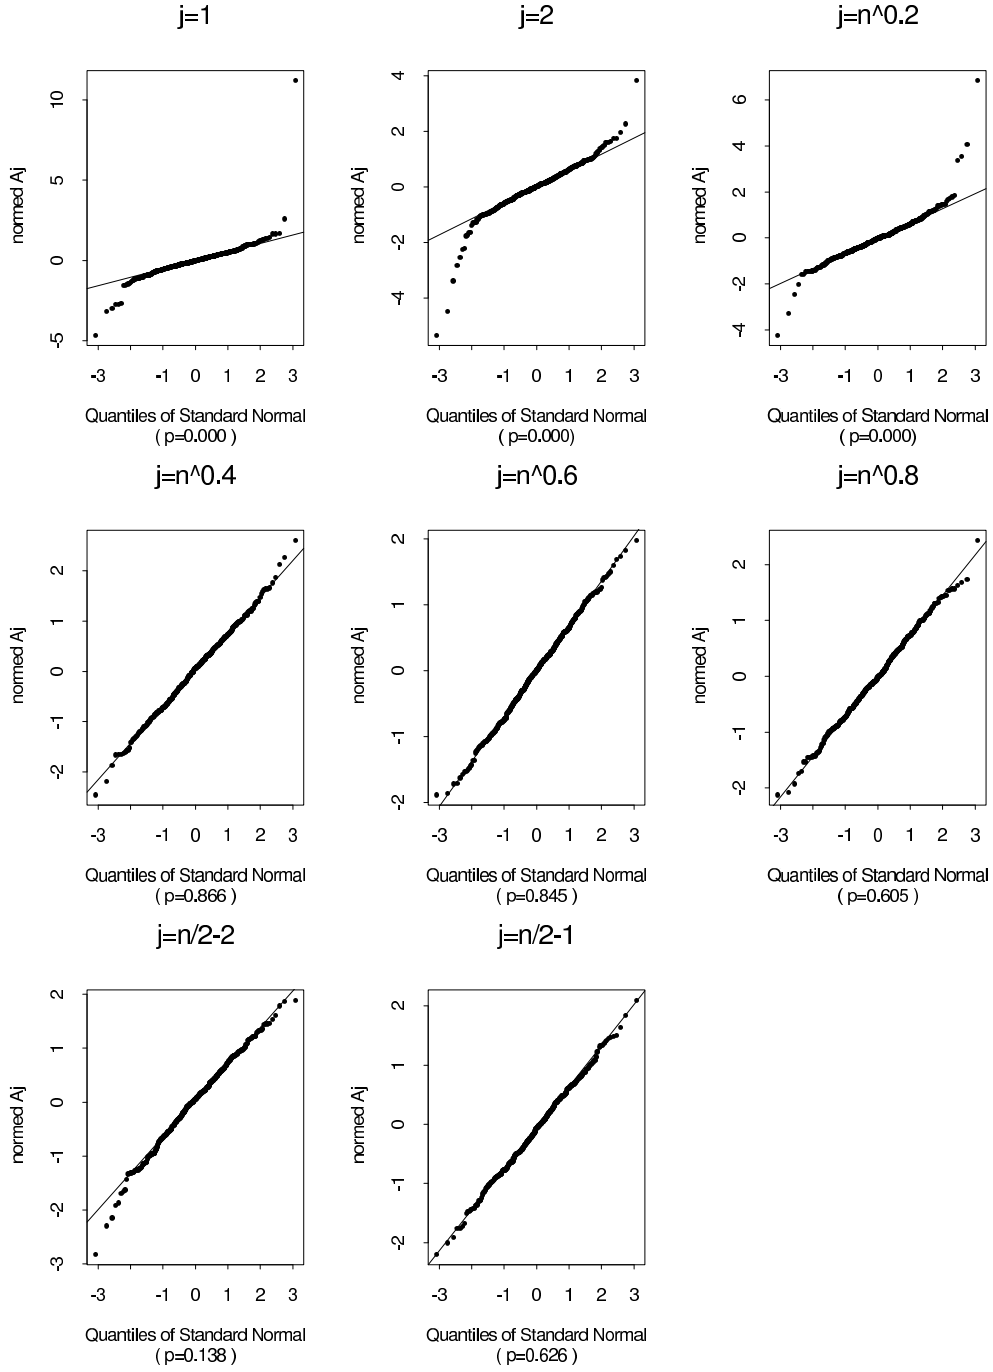 j=1
j=2
j=n^0.2
normed Aj
10
5
0
-5
-3 -2 -1 0 1 2 3
Quantiles of Standard Normal
( p=0.000 )
normed Aj
4
2
0
-2
-4
-3 -2 -1 0 1 2 3
Quantiles of Standard Normal
( p=0.000)
normed Aj
6
4
2
0
-2
-4
-3 -2 -1 0 1 2 3
Quantiles of Standard Normal
( p=0.000)
j=n^0.4
j=n^0.6
j=n^0.8
normed Aj
2
1
0
-1
-2
-3 -2 -1 0 1 2 3
Quantiles of Standard Normal
( p=0.866 )
normed Aj
2
1
0
-1
-2
-3 -2 -1 0 1 2 3
Quantiles of Standard Normal
( p=0.845 )
normed Aj
2
1
0
-1
-2
-3 -2 -1 0 1 2 3
Quantiles of Standard Normal
( p=0.605 )
j=n/2-2
j=n/2-1
normed Aj
2
1
0
-1
-2
-3
-3 -2 -1 0 1 2 3
Quantiles of Standard Normal
( p=0.138 )
normed Aj
2
1
0
-1
-2
-3 -2 -1 0 1 2 3
Quantiles of Standard Normal
( p=0.626 )